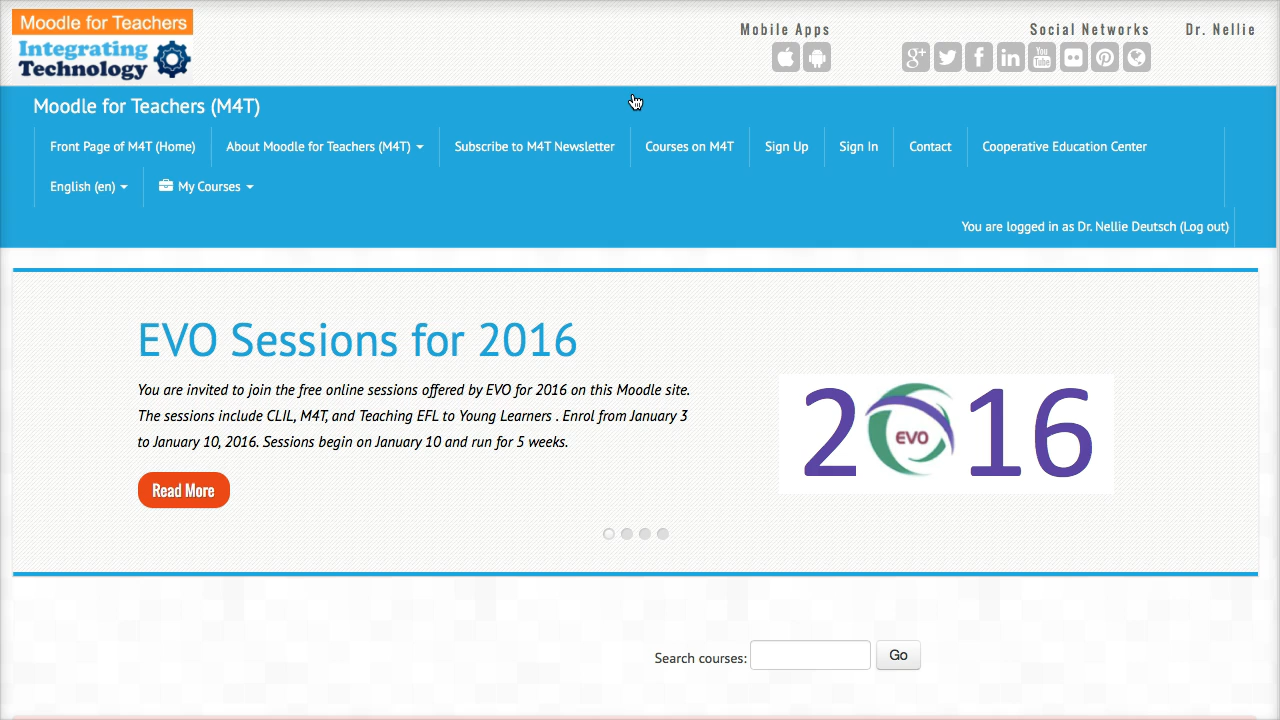 Moodle for Teachers
Integrating
Technology
Mobile Apps
Social Networks
Dr. Nellie
g+
f
in
You
Tube
Moodle for Teachers (M4T)
Front Page of M4T (Home) About Moodle for Teachers (M4T) Subscribe to M4T Newsletter Courses on M4T Sign Up Sign In Contact Cooperative Education Center
English (en) My Courses
You are logged in as Dr. Nellie Deutsch (Log out)
EVO Sessions for 2016
You are invited to join the free online sessions offered by EVO for 2016 on this Moodle site.
The sessions include CLIL, M4T, and Teaching EFL to Young Learners . Enrol from January 3
to January 10, 2016. Sessions begin on January 10 and run for 5 weeks.
2 EVO 16
Read More
Search courses: Go